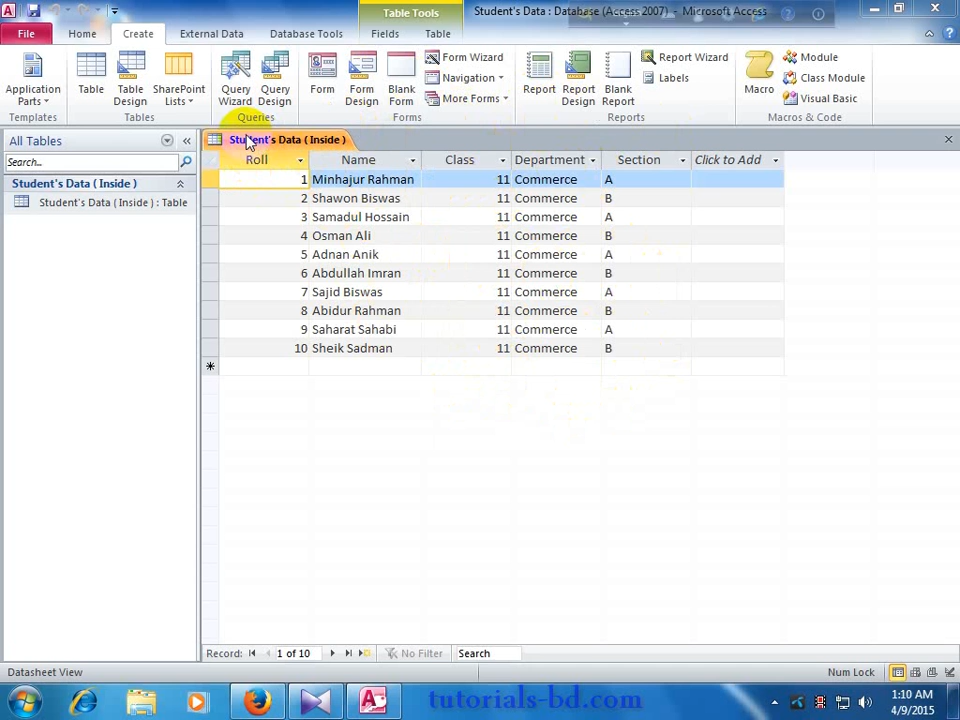 Table Tools
Student's Data : Database (Access 2007) - Microsoft Access
File Home Create External Data Database Tools Fields Table
Application Parts
Table
Table Design
SharePoint Lists
Query Wizard
Query Design
Form
Form Design
Blank Form
Form Wizard
Navigation
More Forms
Report
Report Design
Blank Report
Report Wizard
Labels
Macro
Module
Class Module
Visual Basic
Templates Tables Queries Forms Reports Macros & Code
All Tables
Search...
Student's Data ( Inside )
Student's Data ( Inside ) : Table
Student's Data ( Inside )
Roll Name Class Department Section Click to Add
1 Minhajur Rahman 11 Commerce A
2 Shawon Biswas 11 Commerce B
3 Samadul Hossain 11 Commerce A
4 Osman Ali 11 Commerce B
5 Adnan Anik 11 Commerce A
6 Abdullah Imran 11 Commerce B
7 Sajid Biswas 11 Commerce A
8 Abidur Rahman 11 Commerce B
9 Saharat Sahabi 11 Commerce A
10 Sheik Sadman 11 Commerce B
Record: 1 of 10 No Filter Search
Datasheet View Num Lock
tutorials-bd.com
1:10 AM
4/9/2015